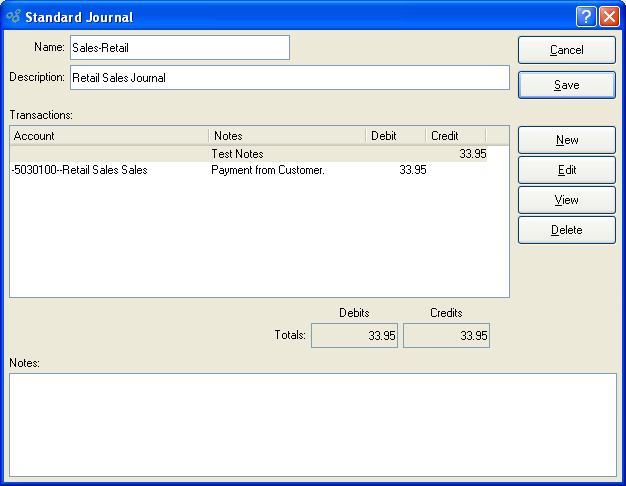 Standard Journal
Name: Sales-Retail
Cancel
Description: Retail Sales Journal
Save
Transactions:
Account Notes Debit Credit
Test Notes 33.95
-5030100--Retail Sales Sales Payment from Customer. 33.95
New
Edit
View
Delete
Debits Credits
Totals: 33.95 33.95
Notes: